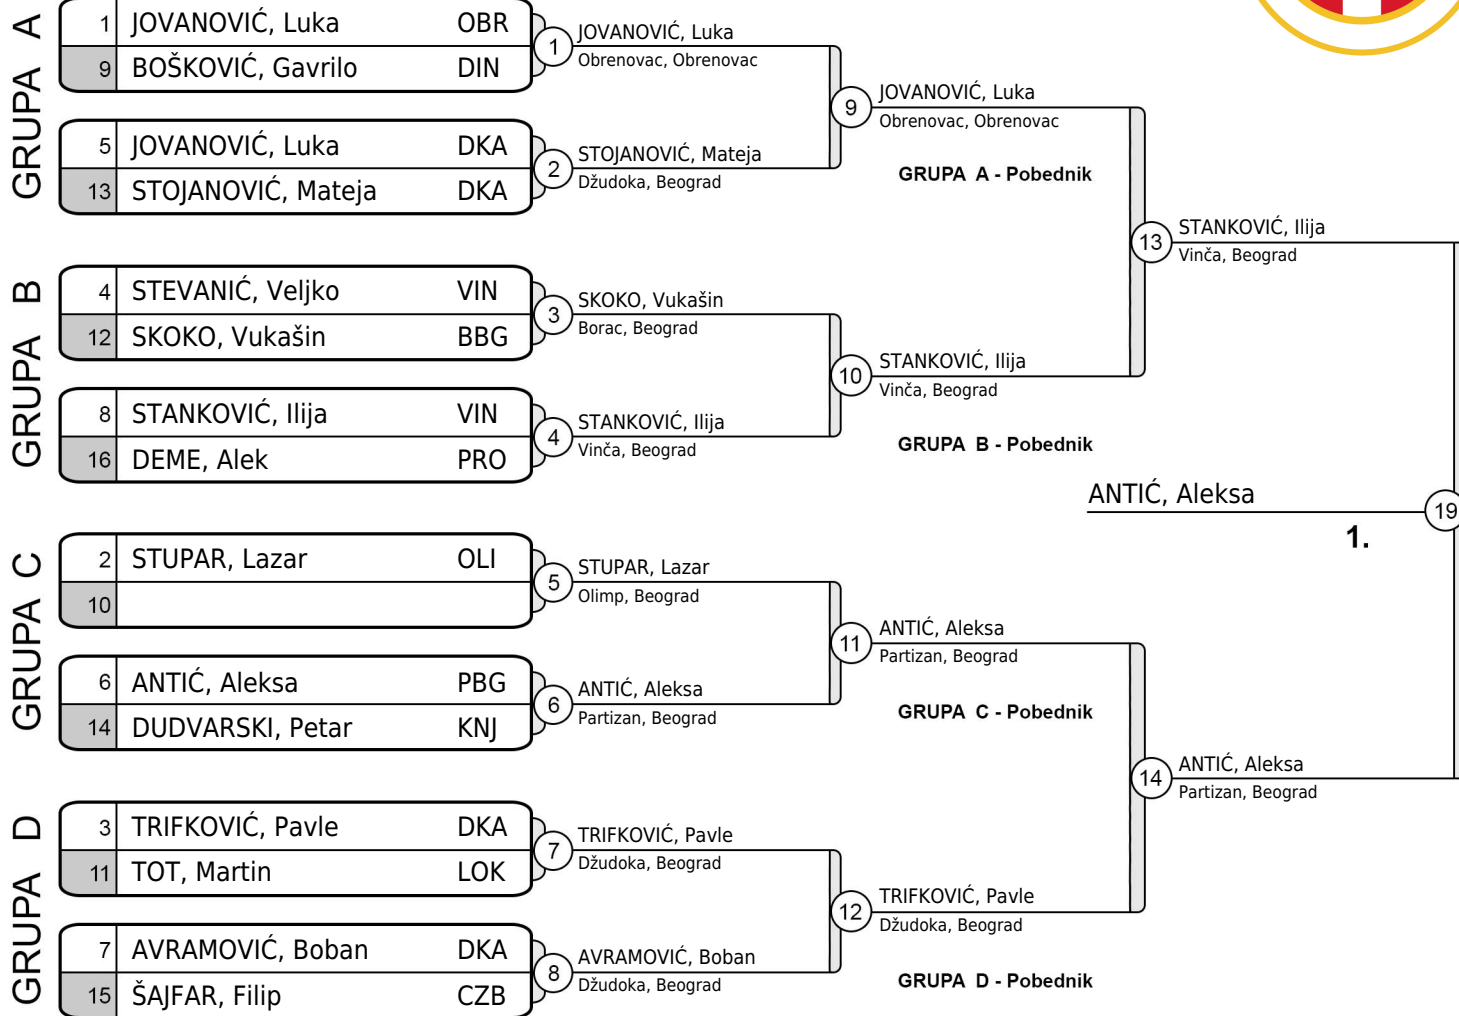 GRUPA A
1 JOVANOVIĆ, Luka OBR
9 BOŠKOVIĆ, Gavrilo DIN
5 JOVANOVIĆ, Luka DKA
13 STOJANOVIĆ, Mateja DKA
GRUPA B
4 STEVANIĆ, Veljko VIN
12 SKOKO, Vukašin BBG
8 STANKOVIĆ, Ilija VIN
16 DEME, Alek PRO
GRUPA C
2 STUPAR, Lazar OLI
10
6 ANTIĆ, Aleksa PBG
14 DUDVARSKI, Petar KNJ
GRUPA D
3 TRIFKOVIĆ, Pavle DKA
11 TOT, Martin LOK
7 AVRAMOVIĆ, Boban DKA
15 ŠAJFAR, Filip CZB
1 JOVANOVIĆ, Luka
Obrenovac, Obrenovac
2 STOJANOVIĆ, Mateja
Džudoka, Beograd
3 SKOKO, Vukašin
Borac, Beograd
4 STANKOVIĆ, Ilija
Vinča, Beograd
5 STUPAR, Lazar
Olimp, Beograd
6 ANTIĆ, Aleksa
Partizan, Beograd
7 TRIFKOVIĆ, Pavle
Džudoka, Beograd
8 AVRAMOVIĆ, Boban
Džudoka, Beograd
9 JOVANOVIĆ, Luka
Obrenovac, Obrenovac
GRUPA A - Pobednik
10 STANKOVIĆ, Ilija
Vinča, Beograd
GRUPA B - Pobednik
11 ANTIĆ, Aleksa
Partizan, Beograd
GRUPA C - Pobednik
12 TRIFKOVIĆ, Pavle
Džudoka, Beograd
GRUPA D - Pobednik
13 STANKOVIĆ, Ilija
Vinča, Beograd
14 ANTIĆ, Aleksa
Partizan, Beograd
ANTIĆ, Aleksa 19
1.